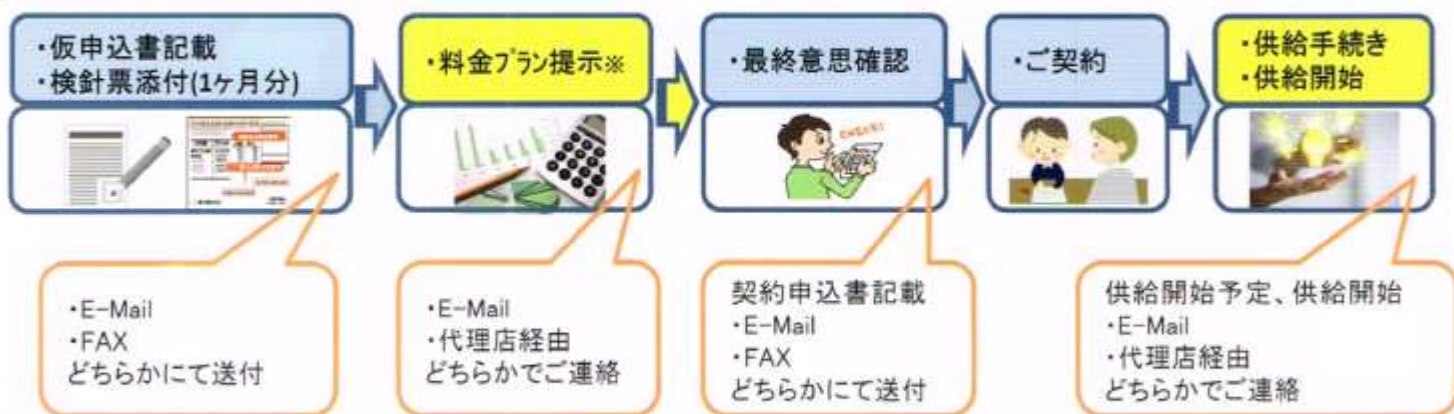 ・仮申込書記載
・検針票添付(1ヶ月分)
・料金プラン提示※
・最終意思確認
・ご契約
・供給手続き
・供給開始
CHECK!
・E-Mail
・FAX
どちらかにて送付
・E-Mail
・代理店経由
どちらかでご連絡
契約申込書記載
・E-Mail
・FAX
どちらかにて送付
供給開始予定、供給開始
・E-Mail
・代理店経由
どちらかでご連絡